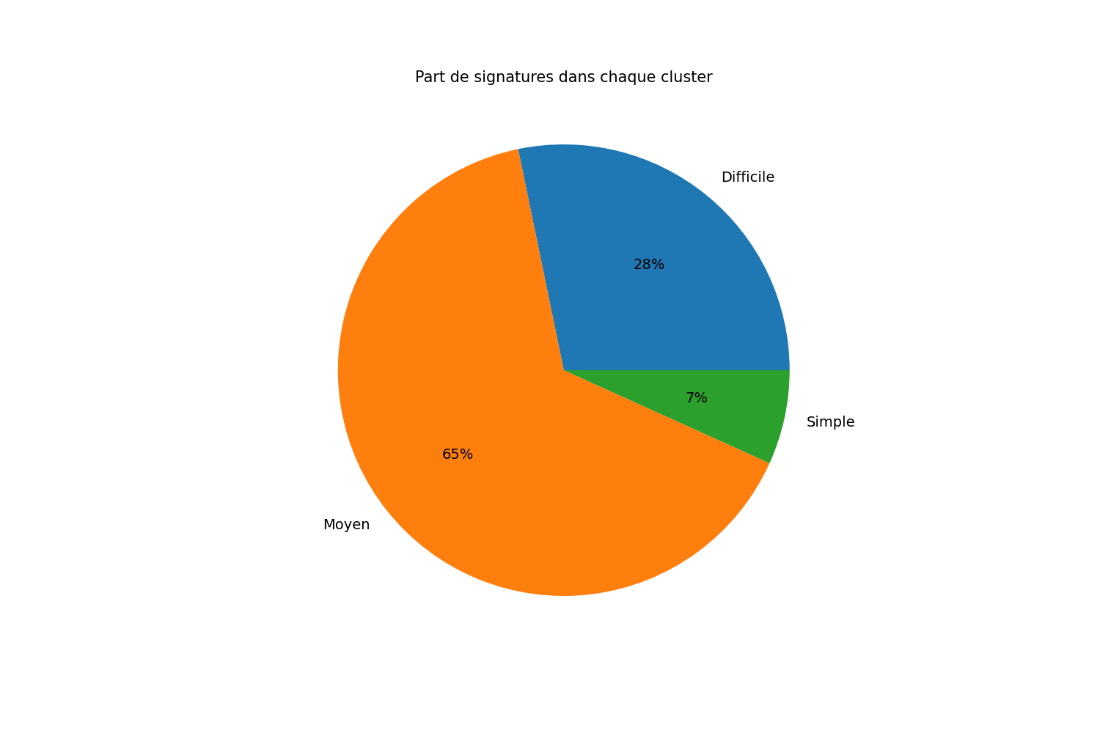 Part de signatures dans chaque cluster
Difficile
28%
7%
Simple
65%
Moyen